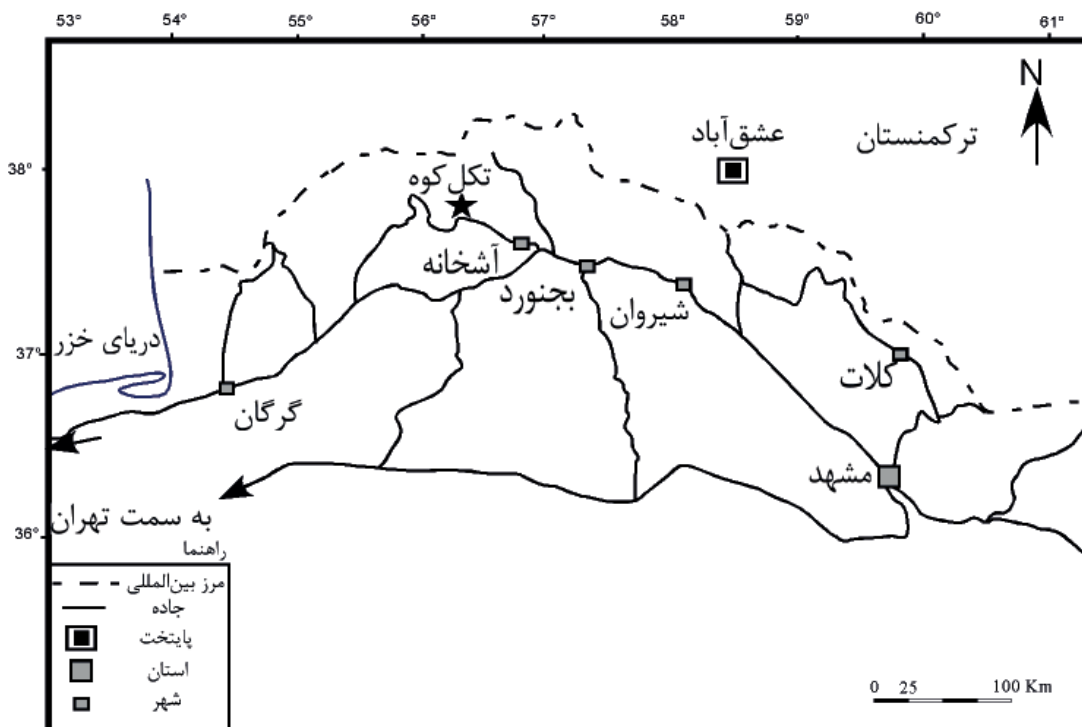 53° 54° 55° 56° 57° 58° 59° 60° 61°
N
38°
37°
36°
ترکمنستان
عشق‌آباد
تکل‌کوه
آشخانه
بجنورد
شیروان
دریای خزر
کلات
گرگان
مشهد
به سمت تهران
راهنما
مرز بین‌المللی
جاده
پایتخت
استان
شهر
0 25 100 Km